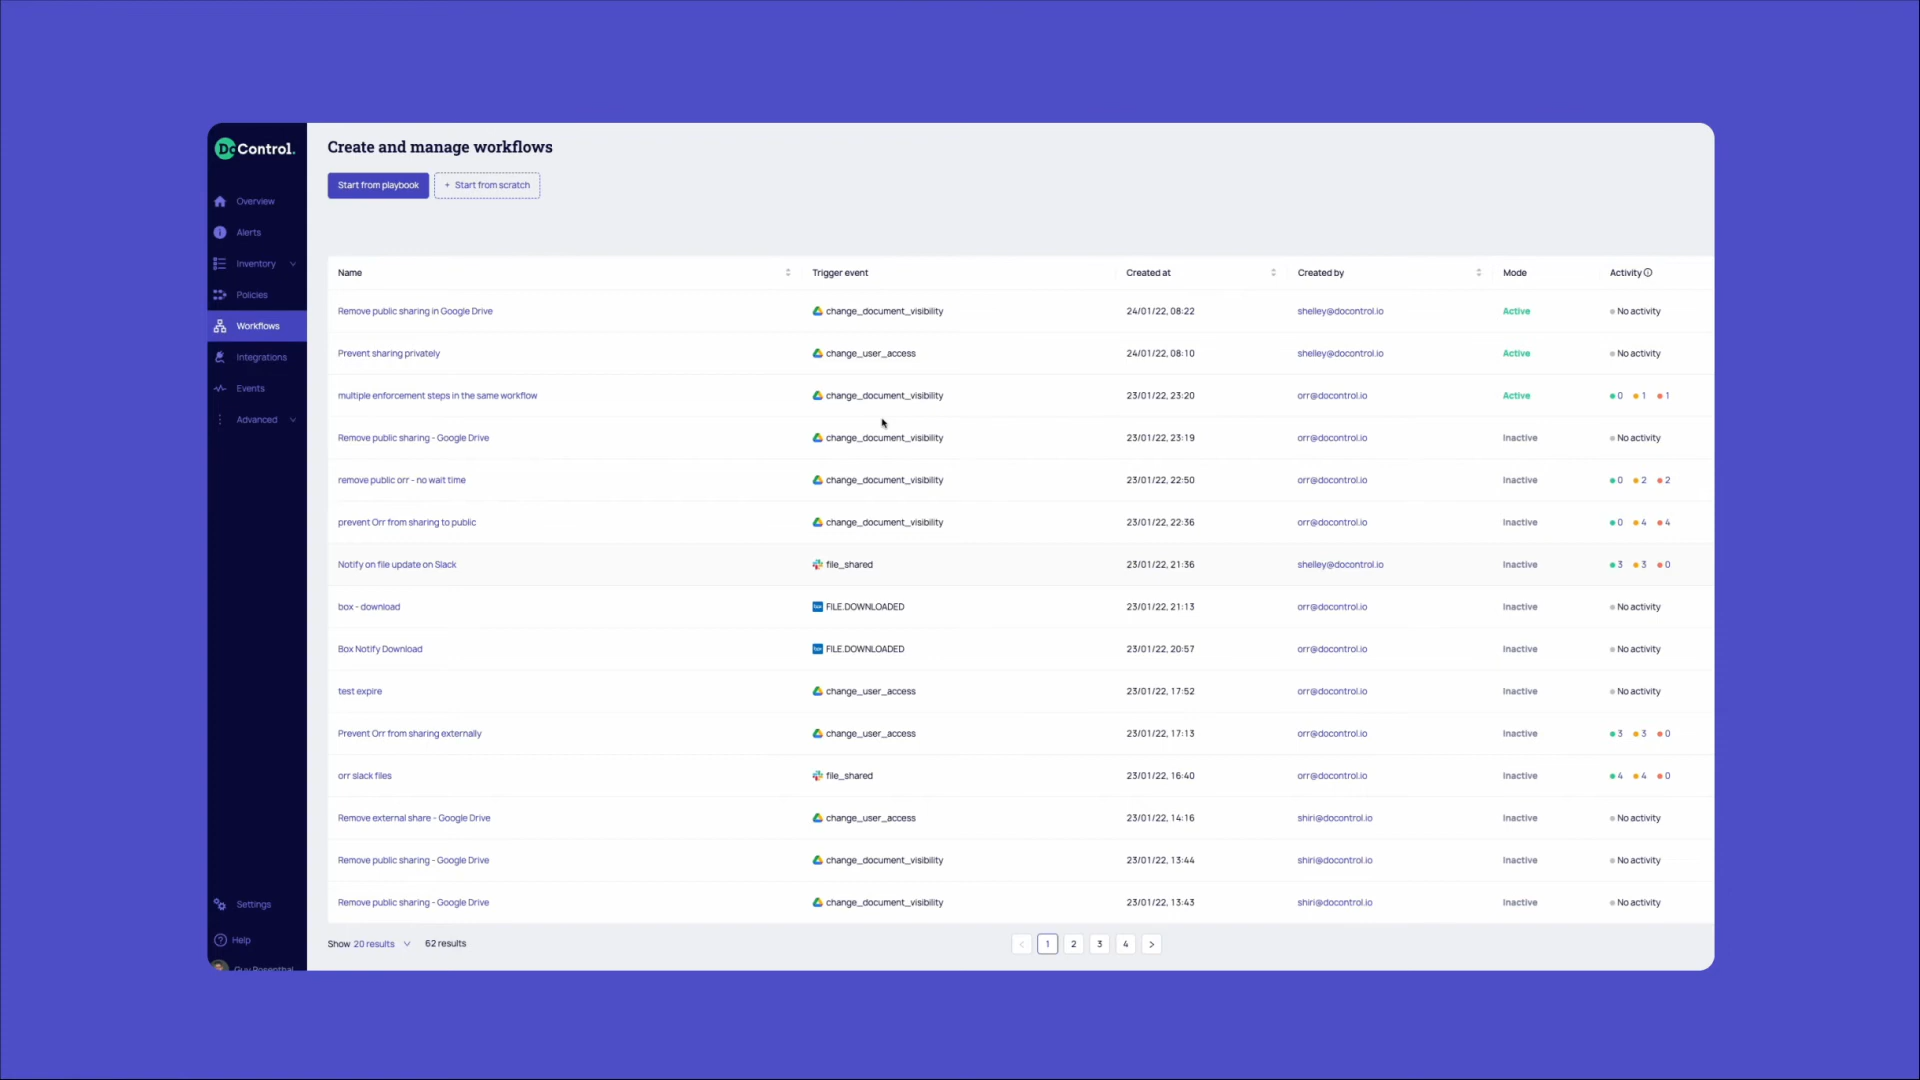 DoControl.
Overview
Alerts
Inventory
Policies
Workflows
Integrations
Events
Advanced
Settings
Help
Guy Rosenthal
Create and manage workflows
Start from playbook + Start from scratch
Name Trigger event Created at Created by Mode Activity
Remove public sharing in Google Drive change_document_visibility 24/01/22, 08:22 shelley@docontrol.io Active No activity
Prevent sharing privately change_user_access 24/01/22, 08:10 shelley@docontrol.io Active No activity
multiple enforcement steps in the same workflow change_document_visibility 23/01/22, 23:20 orr@docontrol.io Active 0 1 1
Remove public sharing - Google Drive change_document_visibility 23/01/22, 23:19 orr@docontrol.io Inactive No activity
remove public orr - no wait time change_document_visibility 23/01/22, 22:50 orr@docontrol.io Inactive 0 2 2
prevent Orr from sharing to public change_document_visibility 23/01/22, 22:36 orr@docontrol.io Inactive 0 4 4
Notify on file update on Slack file_shared 23/01/22, 21:36 shelley@docontrol.io Inactive 3 3 0
box - download FILE.DOWNLOADED 23/01/22, 21:13 orr@docontrol.io Inactive No activity
Box Notify Download FILE.DOWNLOADED 23/01/22, 20:57 orr@docontrol.io Inactive No activity
test expire change_user_access 23/01/22, 17:52 orr@docontrol.io Inactive No activity
Prevent Orr from sharing externally change_user_access 23/01/22, 17:13 orr@docontrol.io Inactive 3 3 0
orr slack files file_shared 23/01/22, 16:40 orr@docontrol.io Inactive 4 4 0
Remove external share - Google Drive change_user_access 23/01/22, 14:16 shiri@docontrol.io Inactive No activity
Remove public sharing - Google Drive change_document_visibility 23/01/22, 13:44 shiri@docontrol.io Inactive No activity
Remove public sharing - Google Drive change_document_visibility 23/01/22, 13:43 shiri@docontrol.io Inactive No activity
Show 20 results 62 results < 1 2 3 4 >